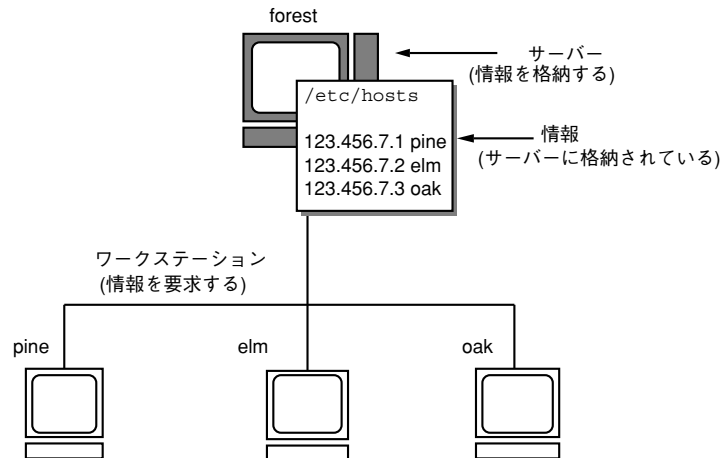 forest
サーバー
(情報を格納する)
/etc/hosts
123.456.7.1 pine
123.456.7.2 elm
123.456.7.3 oak
情報
(サーバーに格納されている)
ワークステーション
(情報を要求する)
pine
elm
oak